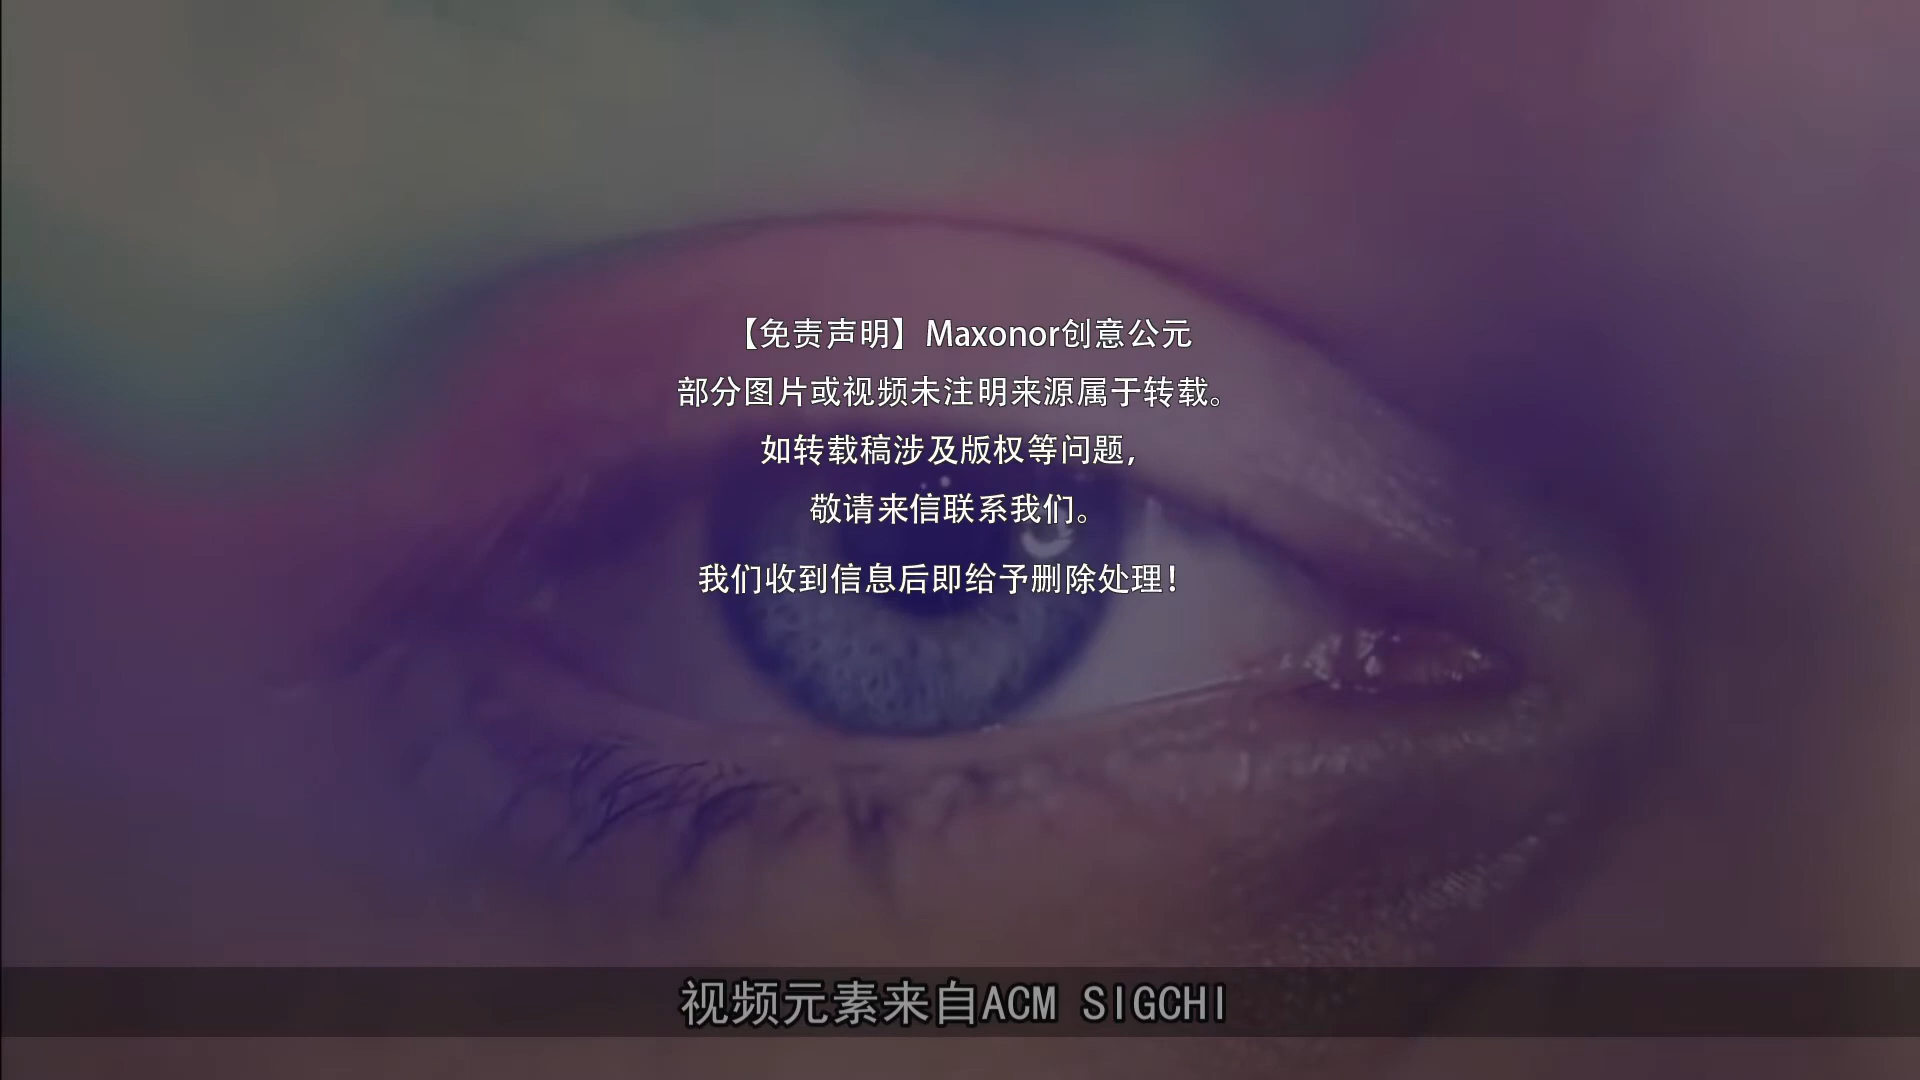 【免责声明】Maxonor创意公元
部分图片或视频未注明来源属于转载。
如转载稿涉及版权等问题，
敬请来信联系我们。
我们收到信息后即给予删除处理！
视频元素来自ACM SIGCHI